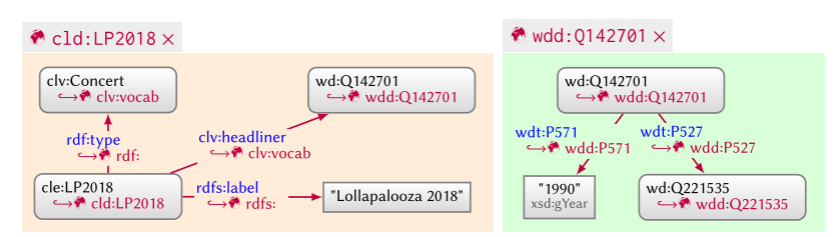 cld:LP2018 ×
clv:Concert
clv:vocab
wd:Q142701
wdd:Q142701
rdf:type
rdf:
clv:headliner
clv:vocab
cle:LP2018
cld:LP2018
rdfs:label
rdfs:
"Lollapalooza 2018"
wdd:Q142701 ×
wd:Q142701
wdd:Q142701
wdt:P571
wdd:P571
wdt:P527
wdd:P527
"1990"
xsd:gYear
wd:Q221535
wdd:Q221535